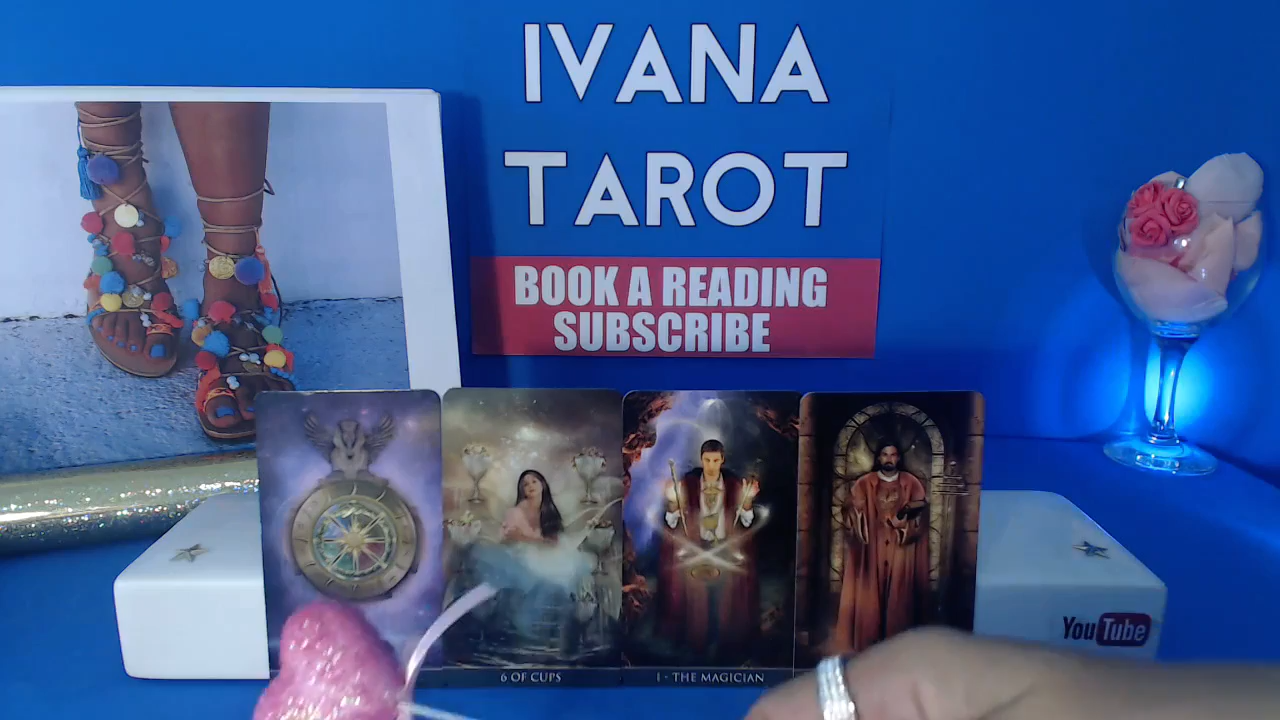 IVANA
TAROT
BOOK A READING
SUBSCRIBE
YouTube
6 OF CUPS
I · THE MAGICIAN